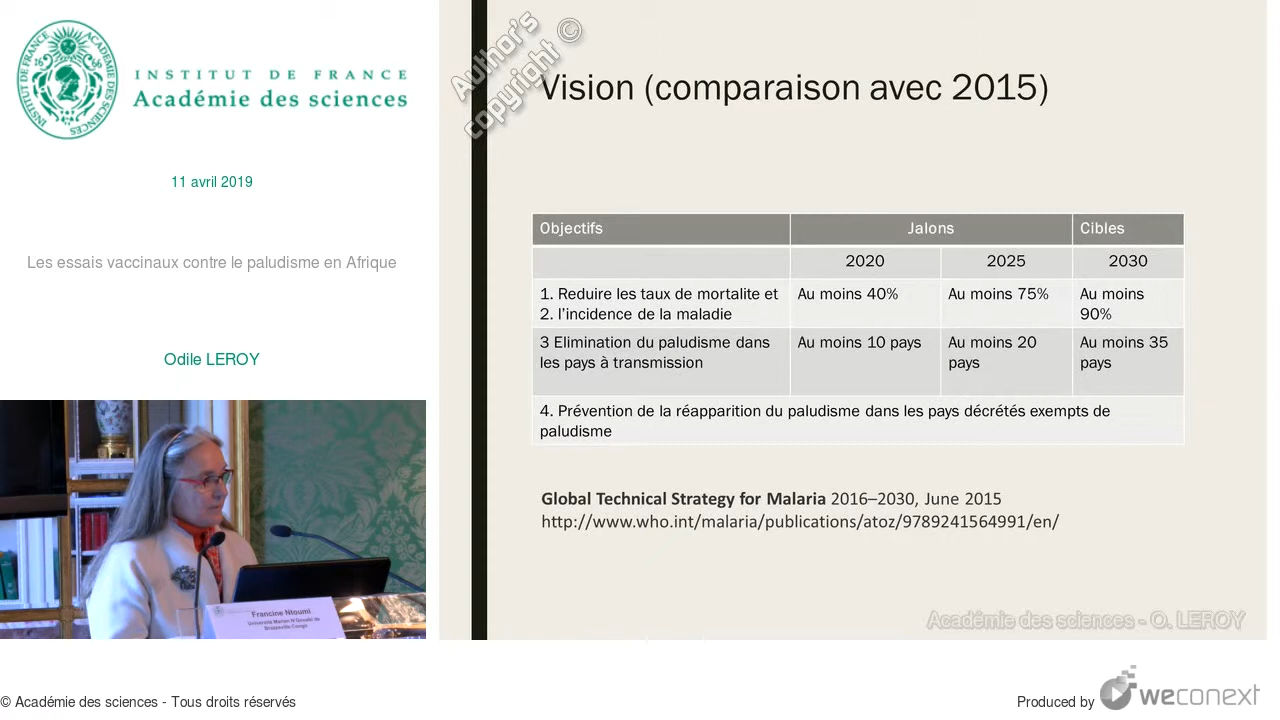 INSTITUT DE FRANCE
Académie des sciences
11 avril 2019
Les essais vaccinaux contre le paludisme en Afrique
Odile LEROY
Francine Ntoumi
Université Marien N'Gouabi de
Brazzaville Congo
Author's
copyright ©
Vision (comparaison avec 2015)
Objectifs Jalons Cibles
2020 2025 2030
1. Reduire les taux de mortalite et Au moins 40% Au moins 75% Au moins
2. l'incidence de la maladie 90%
3 Elimination du paludisme dans Au moins 10 pays Au moins 20 Au moins 35
les pays à transmission pays pays
4. Prévention de la réapparition du paludisme dans les pays décrétés exempts de
paludisme
Global Technical Strategy for Malaria 2016–2030, June 2015
http://www.who.int/malaria/publications/atoz/9789241564991/en/
Académie des sciences - O. LEROY
© Académie des sciences - Tous droits réservés
Produced by weconext